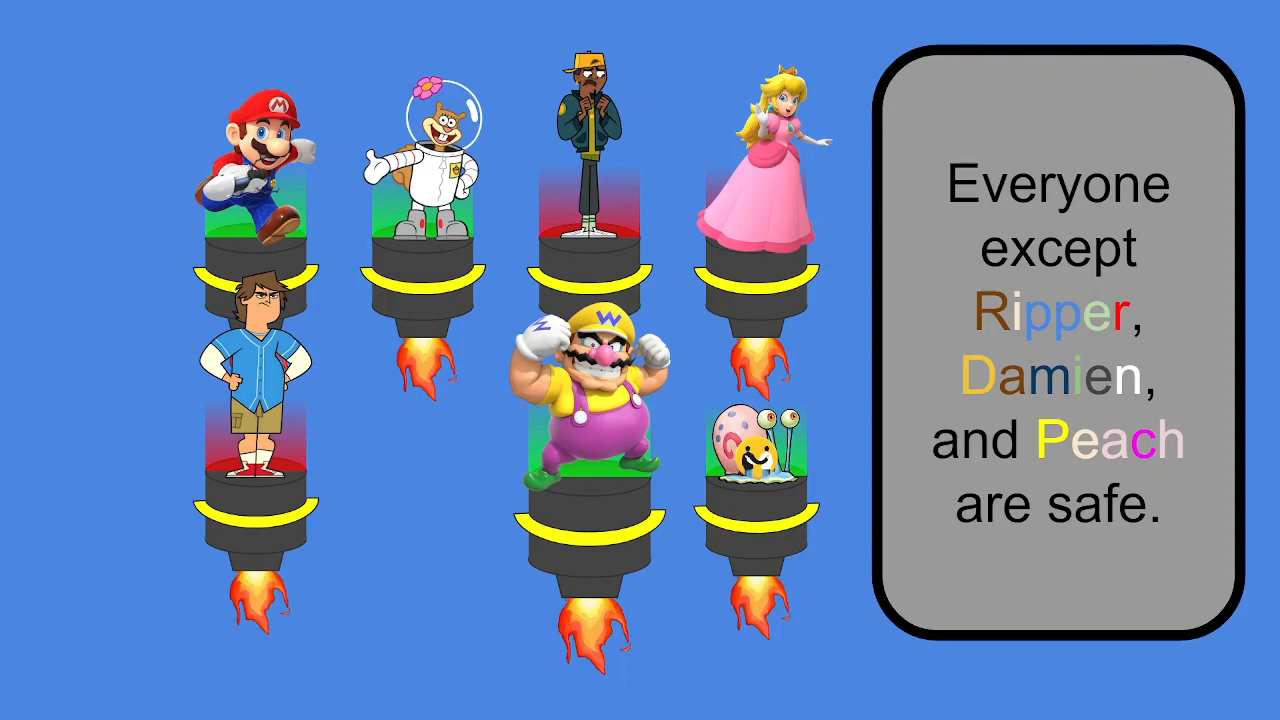 M
W
Everyone
except
Ripper,
Damien,
and Peach
are safe.